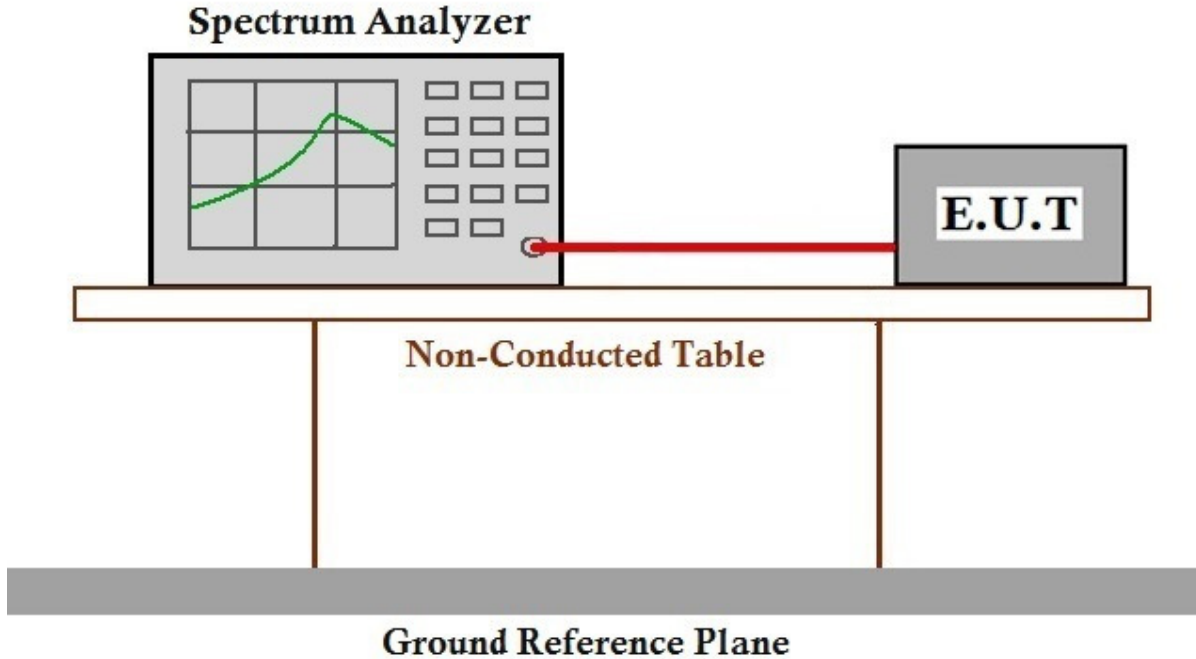 Spectrum Analyzer
E.U.T
Non-Conducted Table
Ground Reference Plane